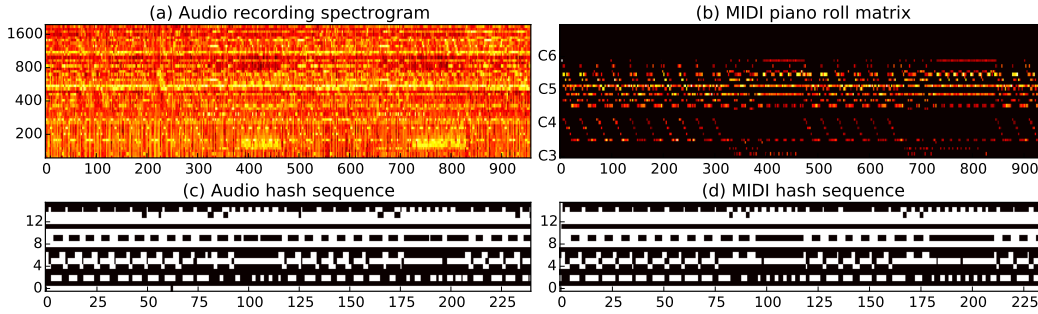 (a) Audio recording spectrogram
1600
800
400
200
0 100 200 300 400 500 600 700 800 900
(b) MIDI piano roll matrix
C6
C5
C4
C3
0 100 200 300 400 500 600 700 800 900
(c) Audio hash sequence
12
8
4
0
0 25 50 75 100 125 150 175 200 225
(d) MIDI hash sequence
12
8
4
0
0 25 50 75 100 125 150 175 200 225